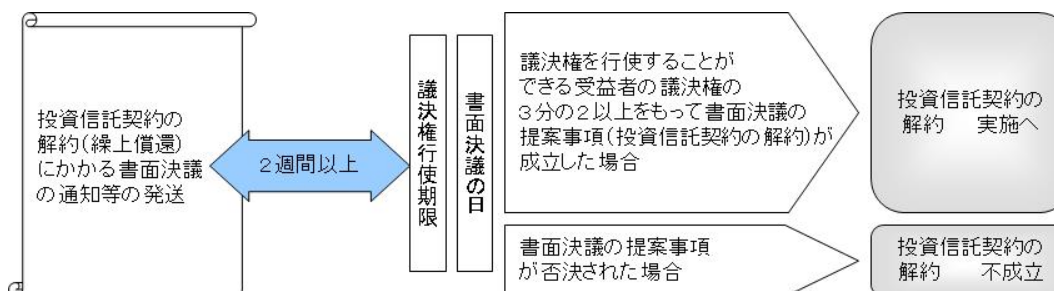 投資信託契約の
解約(繰上償還)
にかかる書面決議
の通知等の発送
２週間以上
議決権行使期限
書面決議の日
議決権を行使することが
できる受益者の議決権の
３分の２以上をもって書面決議の
提案事項(投資信託契約の解約)が
成立した場合
投資信託契約の
解約　　実施へ
書面決議の提案事項
が否決された場合
投資信託契約の
解約　　不成立